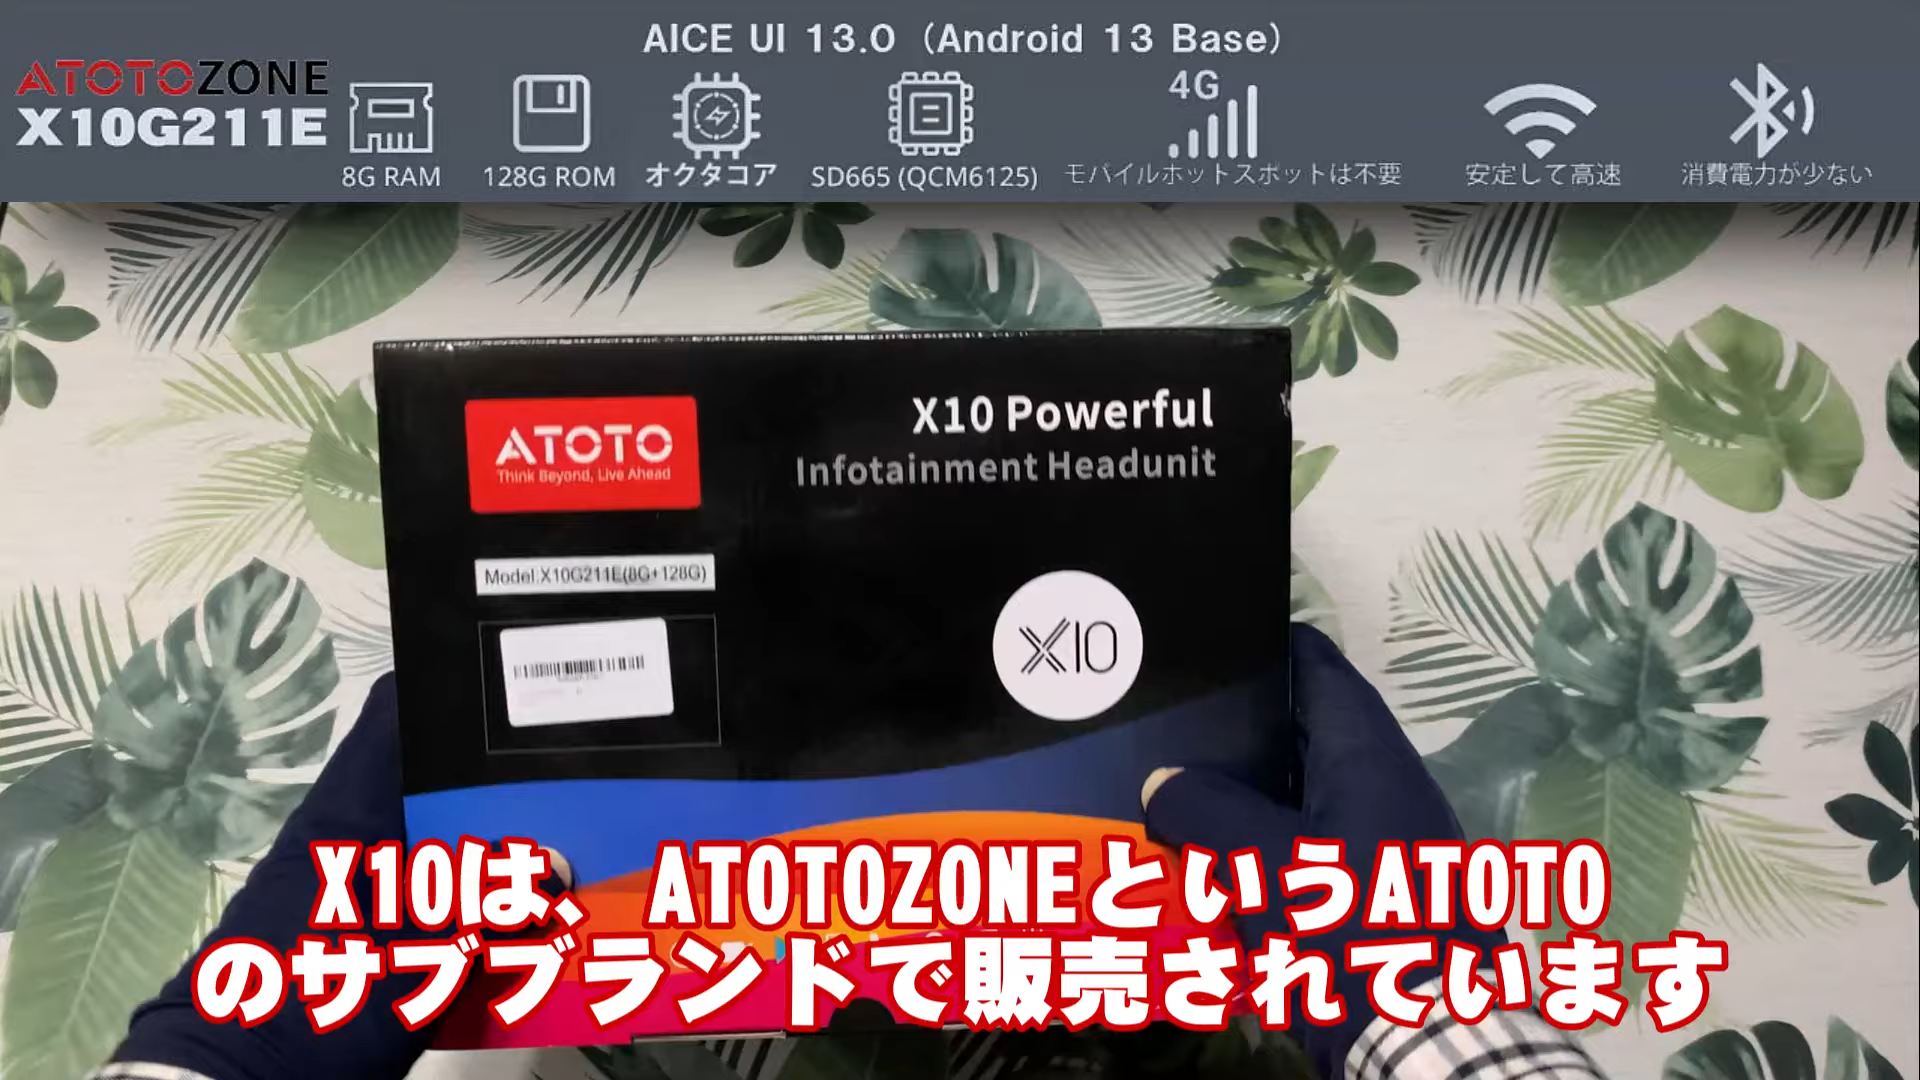 AICE UI 13.0（Android 13 Base）
ATOTOZONE
X10G211E
8G RAM
128G ROM
オクタコア
SD665 (QCM6125)
4G
モバイルホットスポットは不要
安定して高速
消費電力が少ない
ATOTO
Think Beyond, Live Ahead
X10 Powerful
Infotainment Headunit
Model:X10G211E(8G+128G)
X10
X10は、ATOTOZONEというATOTO
のサブブランドで販売されています